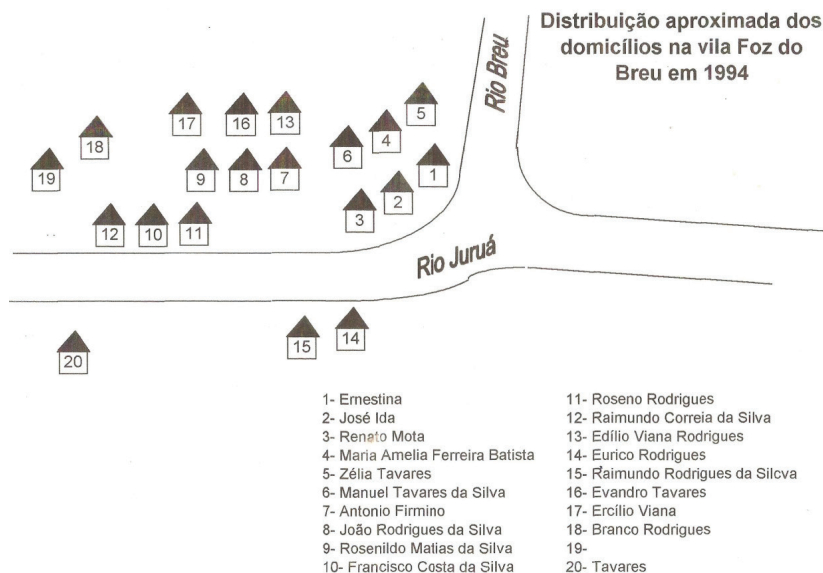 Distribuição aproximada dos
domicílios na vila Foz do
Breu em 1994
Rio Breu
5
17
16
13
4
18
6
1
19
9
8
7
2
3
12
10
11
Rio Juruá
14
15
20
1- Ernestina
2- José Ida
3- Renato Mota
4- Maria Amelia Ferreira Batista
5- Zélia Tavares
6- Manuel Tavares da Silva
7- Antonio Firmino
8- João Rodrigues da Silva
9- Rosenildo Matias da Silva
10- Francisco Costa da Silva
11- Roseno Rodrigues
12- Raimundo Correia da Silva
13- Edílio Viana Rodrigues
14- Eurico Rodrigues
15- Raimundo Rodrigues da Silcva
16- Evandro Tavares
17- Ercílio Viana
18- Branco Rodrigues
19-
20- Tavares